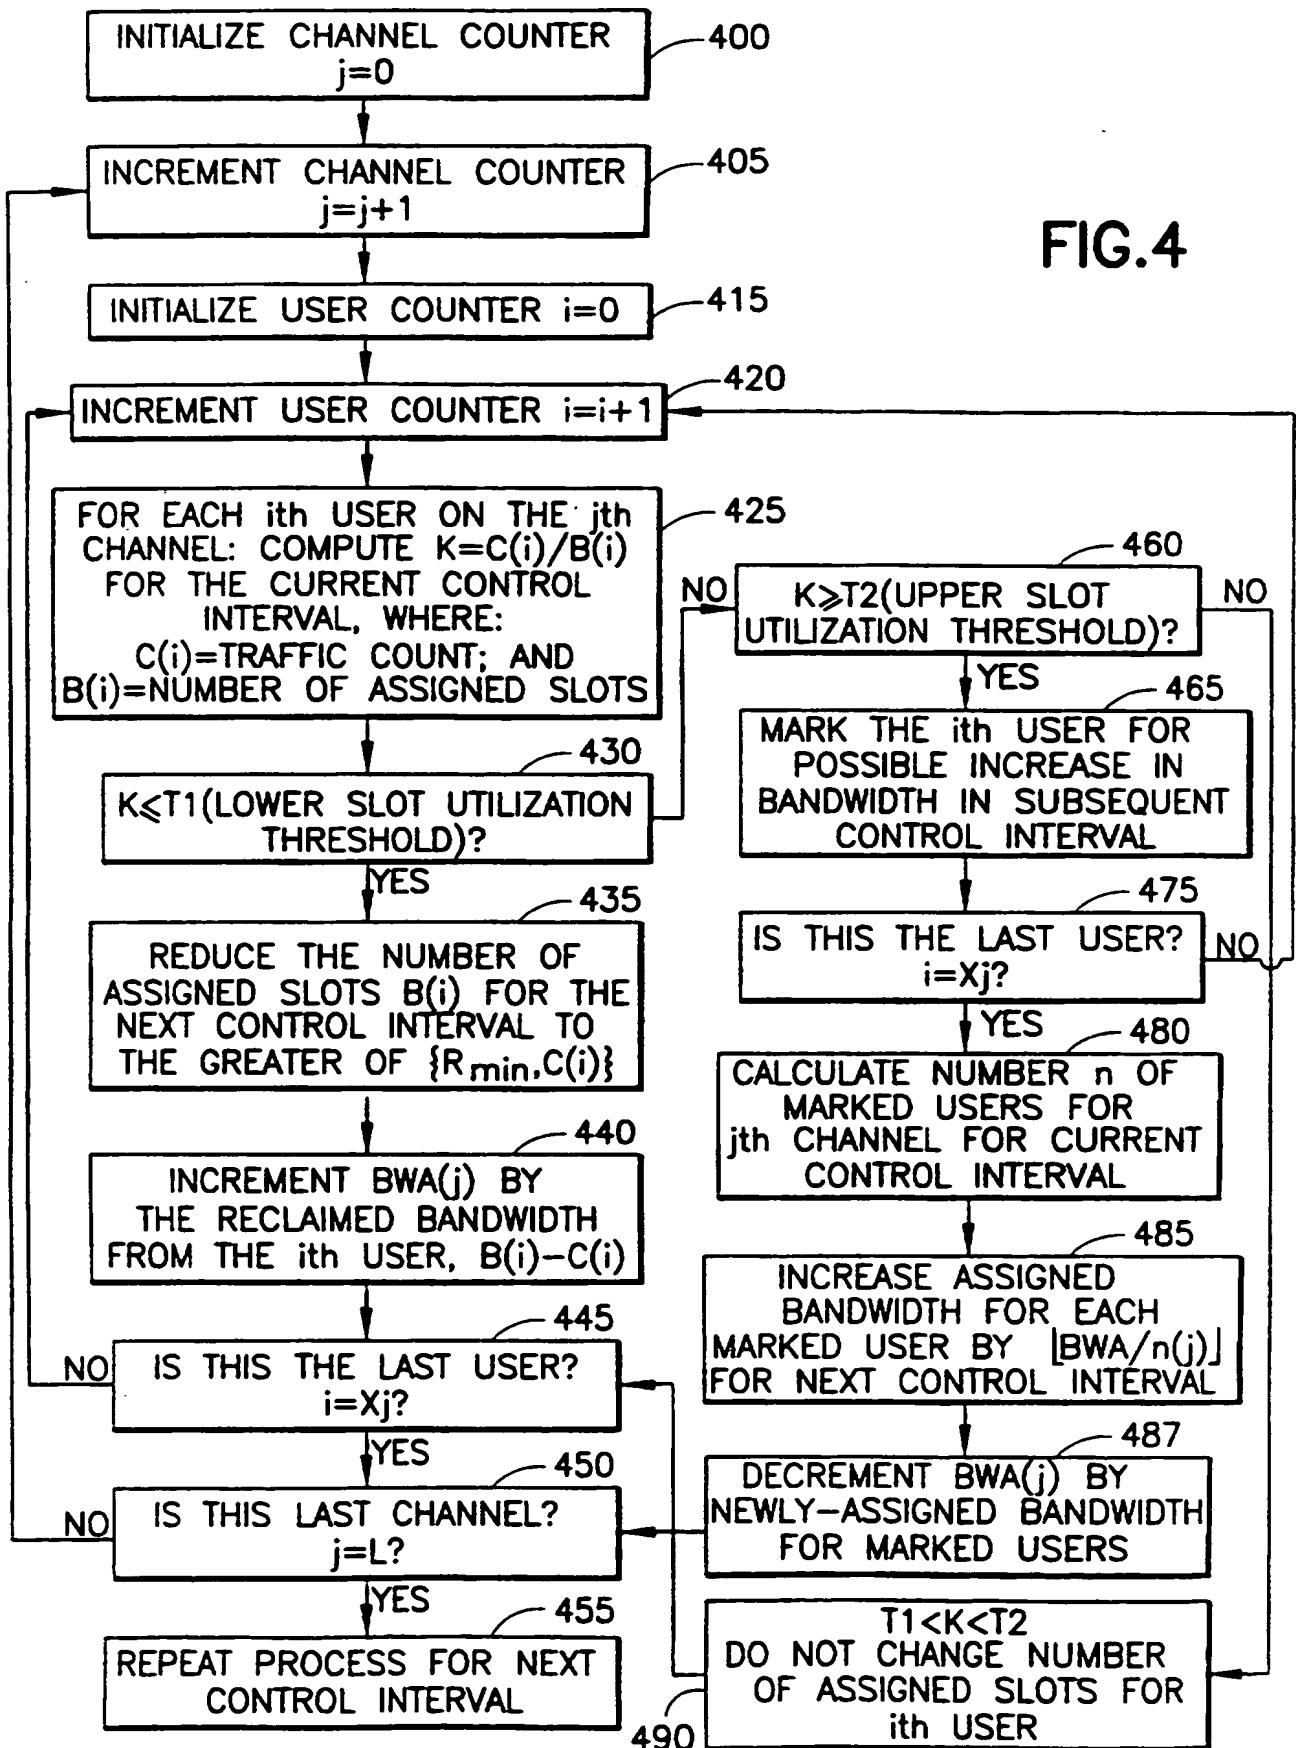 INITIALIZE CHANNEL COUNTER
j=0
400
INCREMENT CHANNEL COUNTER
j=j+1
405
FIG.4
INITIALIZE USER COUNTER i=0
415
INCREMENT USER COUNTER i=i+1
420
FOR EACH ith USER ON THE jth
CHANNEL: COMPUTE K=C(i)/B(i)
FOR THE CURRENT CONTROL
INTERVAL, WHERE:
C(i)=TRAFFIC COUNT; AND
B(i)=NUMBER OF ASSIGNED SLOTS
425
K⩽T1(LOWER SLOT UTILIZATION
THRESHOLD)?
430
NO
YES
REDUCE THE NUMBER OF
ASSIGNED SLOTS B(i) FOR THE
NEXT CONTROL INTERVAL TO
THE GREATER OF {Rmin,C(i)}
435
INCREMENT BWA(j) BY
THE RECLAIMED BANDWIDTH
FROM THE ith USER, B(i)-C(i)
440
IS THIS THE LAST USER?
i=Xj?
445
NO
YES
IS THIS LAST CHANNEL?
j=L?
450
NO
YES
REPEAT PROCESS FOR NEXT
CONTROL INTERVAL
455
K⩾T2(UPPER SLOT
UTILIZATION THRESHOLD)?
460
NO
YES
MARK THE ith USER FOR
POSSIBLE INCREASE IN
BANDWIDTH IN SUBSEQUENT
CONTROL INTERVAL
465
IS THIS THE LAST USER?
i=Xj?
475
NO
YES
CALCULATE NUMBER n OF
MARKED USERS FOR
jth CHANNEL FOR CURRENT
CONTROL INTERVAL
480
INCREASE ASSIGNED
BANDWIDTH FOR EACH
MARKED USER BY ⌊BWA/n(j)⌋
FOR NEXT CONTROL INTERVAL
485
DECREMENT BWA(j) BY
NEWLY-ASSIGNED BANDWIDTH
FOR MARKED USERS
487
T1<K<T2
DO NOT CHANGE NUMBER
OF ASSIGNED SLOTS FOR
ith USER
490